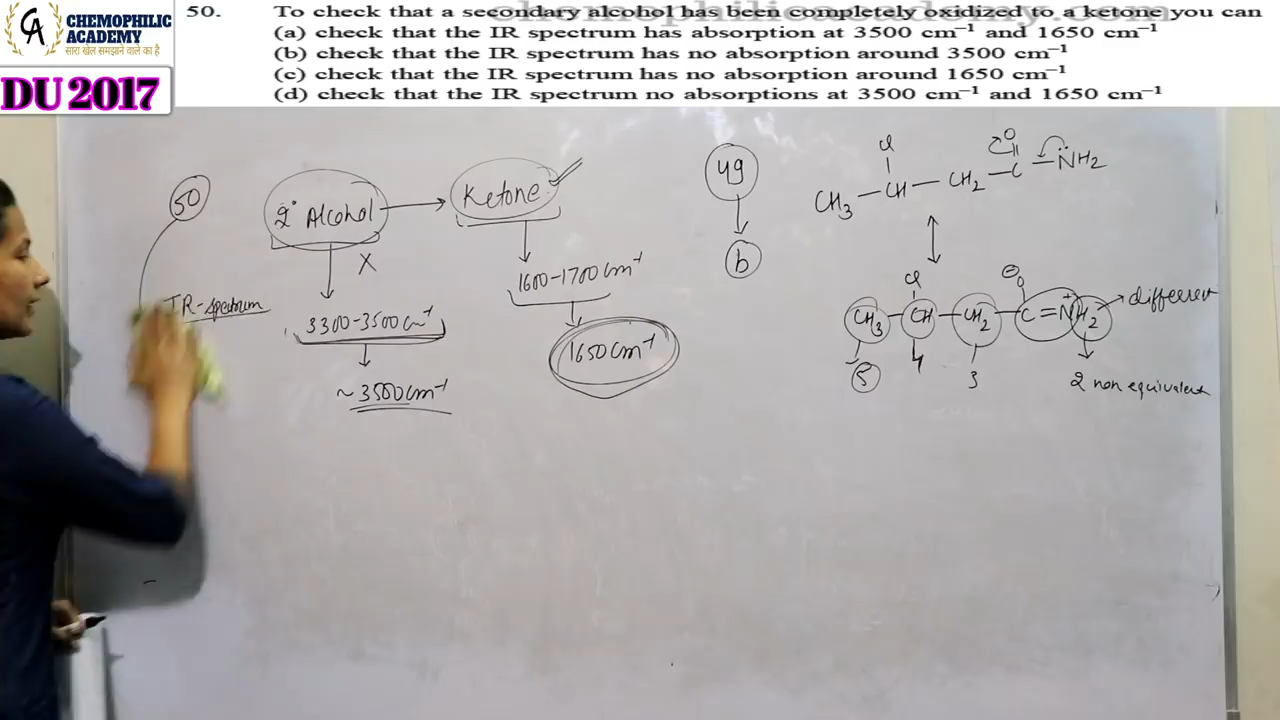 CHEMOPHILIC
ACADEMY
सारा खेल समझाने वाले का है
DU 2017
chemophilicacademy.com
50. To check that a secondary alcohol has been completely oxidized to a ketone you can
(a) check that the IR spectrum has absorption at 3500 cm⁻¹ and 1650 cm⁻¹
(b) check that the IR spectrum has no absorption around 3500 cm⁻¹
(c) check that the IR spectrum has no absorption around 1650 cm⁻¹
(d) check that the IR spectrum no absorptions at 3500 cm⁻¹ and 1650 cm⁻¹
50
2° Alcohol → Ketone
X
IR-spectrum
3300-3500 cm⁻¹
~3500 cm⁻¹
1600-1700 cm⁻¹
1650 cm⁻¹
49
b
Cl O
CH₃ — CH — CH₂ — C — N̈H₂
Cl ⊖ O
CH₃ — CH — CH₂ — C = N⁺H₂ → different
5 4 3 2 non equivalent